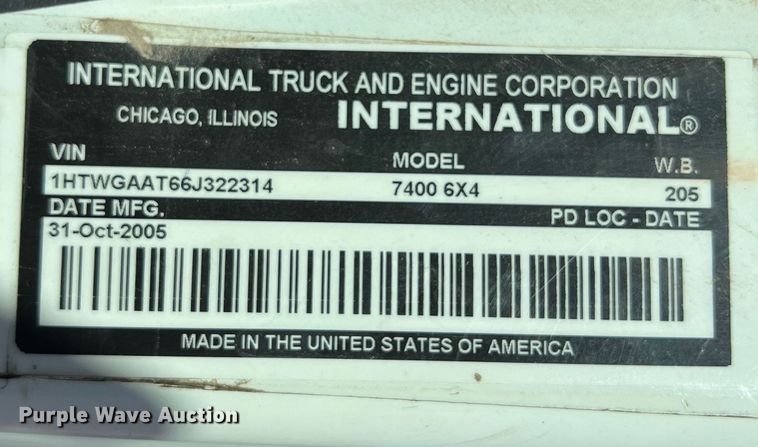 INTERNATIONAL TRUCK AND ENGINE CORPORATION
CHICAGO, ILLINOIS INTERNATIONAL®
VIN MODEL W.B.
1HTWGAAT66J322314 7400 6X4 205
DATE MFG. PD LOC - DATE
31-Oct-2005
MADE IN THE UNITED STATES OF AMERICA
Purple Wave Auction